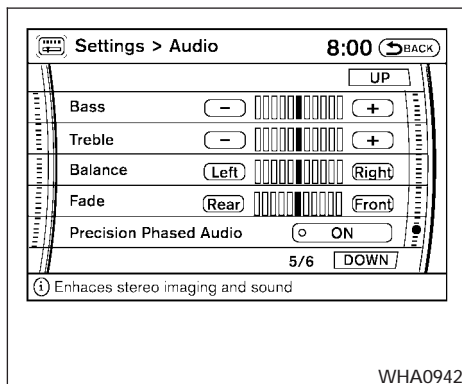 Settings > Audio 8:00 BACK
UP
Bass − +
Treble − +
Balance Left Right
Fade Rear Front
Precision Phased Audio ON
5/6 DOWN
i Enhaces stereo imaging and sound
WHA0942